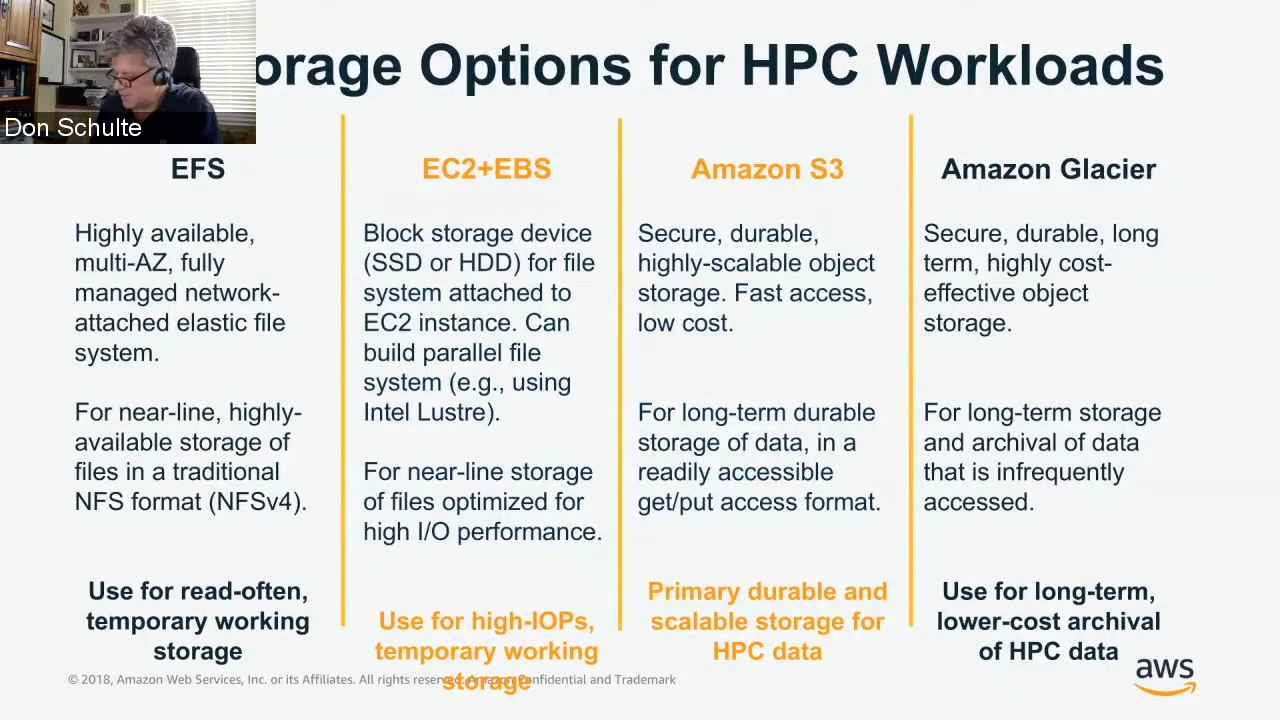 orage Options for HPC Workloads
Don Schulte
EFS
Highly available,
multi-AZ, fully
managed network-
attached elastic file
system.
For near-line, highly-
available storage of
files in a traditional
NFS format (NFSv4).
Use for read-often,
temporary working
storage
EC2+EBS
Block storage device
(SSD or HDD) for file
system attached to
EC2 instance. Can
build parallel file
system (e.g., using
Intel Lustre).
For near-line storage
of files optimized for
high I/O performance.
Use for high-IOPs,
temporary working
storage
Amazon S3
Secure, durable,
highly-scalable object
storage. Fast access,
low cost.
For long-term durable
storage of data, in a
readily accessible
get/put access format.
Primary durable and
scalable storage for
HPC data
Amazon Glacier
Secure, durable, long
term, highly cost-
effective object
storage.
For long-term storage
and archival of data
that is infrequently
accessed.
Use for long-term,
lower-cost archival
of HPC data
© 2018, Amazon Web Services, Inc. or its Affiliates. All rights reserved. Amazon Confidential and Trademark
aws